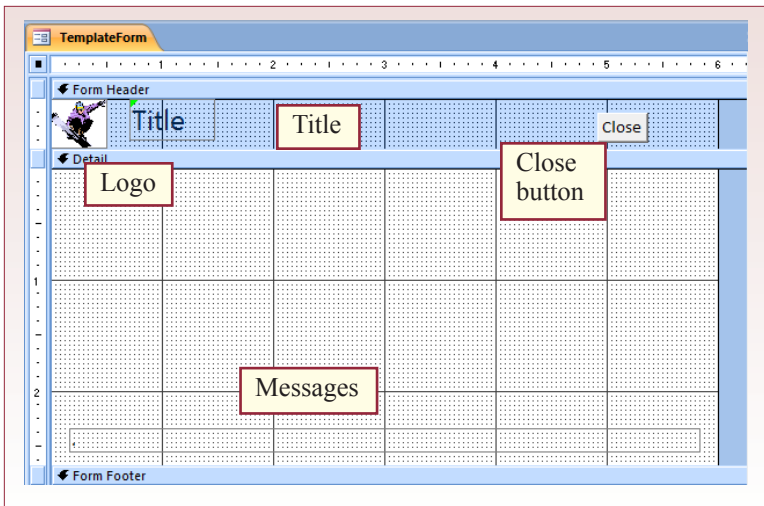 TemplateForm
1 2 3 4 5 6
Form Header
Title
Title
Close
Detail
Logo
Close
button
1
Messages
2
Form Footer